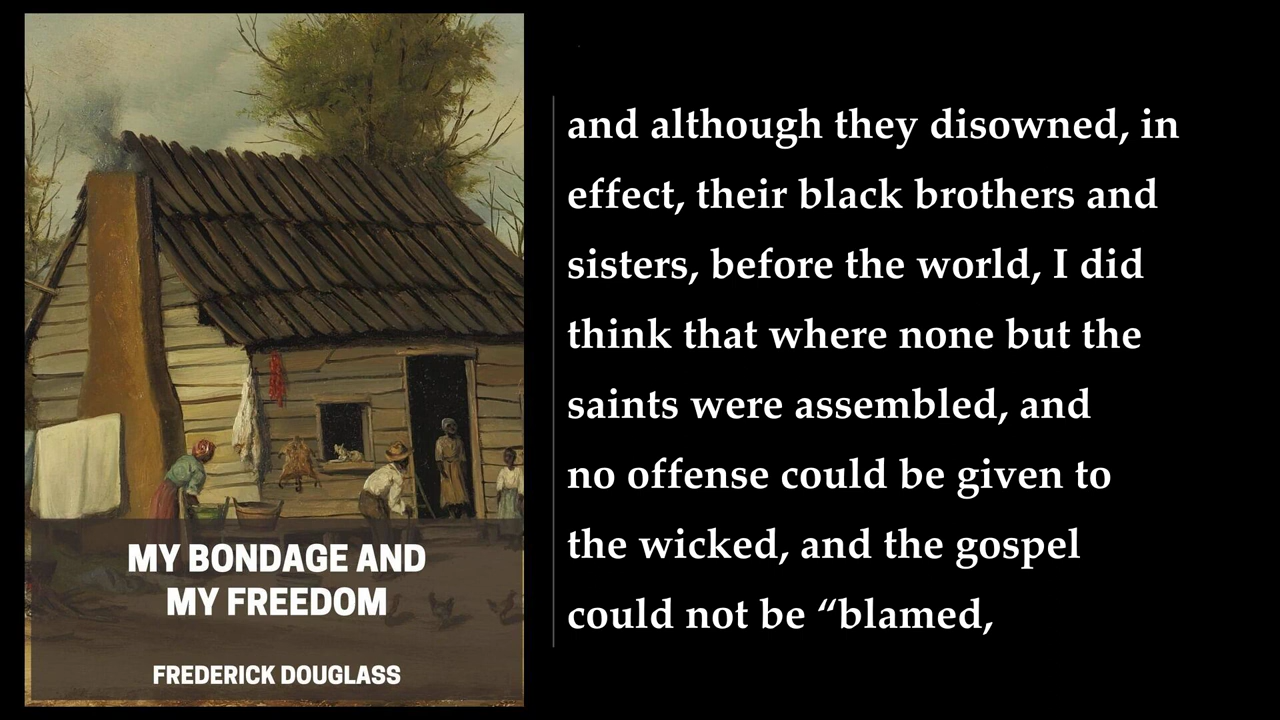 MY BONDAGE AND
MY FREEDOM
FREDERICK DOUGLASS
and although they disowned, in
effect, their black brothers and
sisters, before the world, I did
think that where none but the
saints were assembled, and
no offense could be given to
the wicked, and the gospel
could not be “blamed,